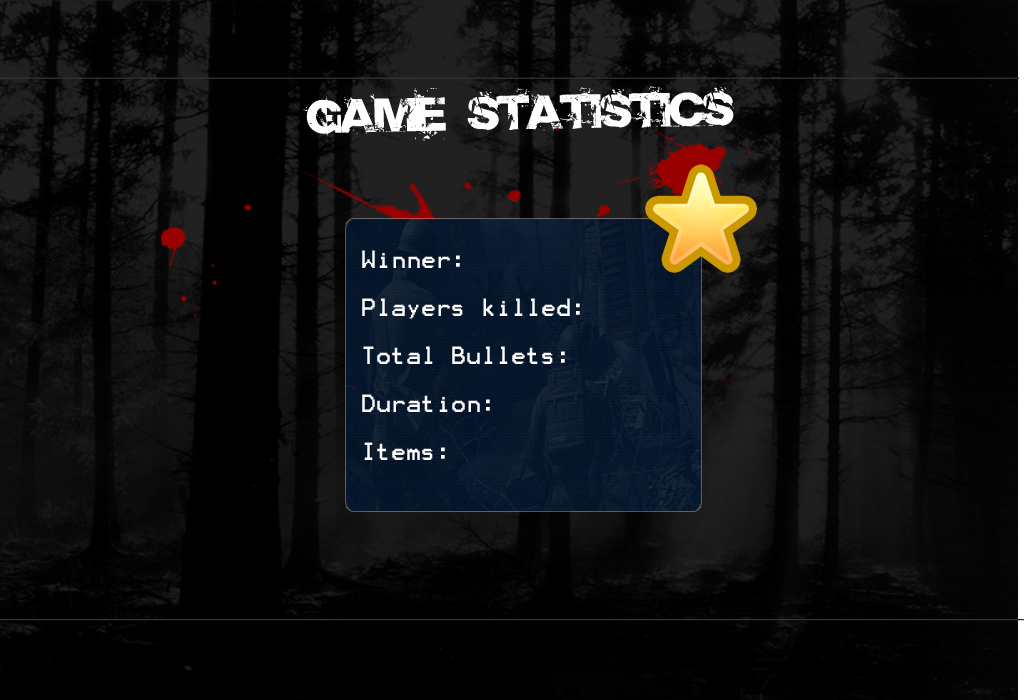 GAME STATISTICS
Winner:
Players killed:
Total Bullets:
Duration:
Items: